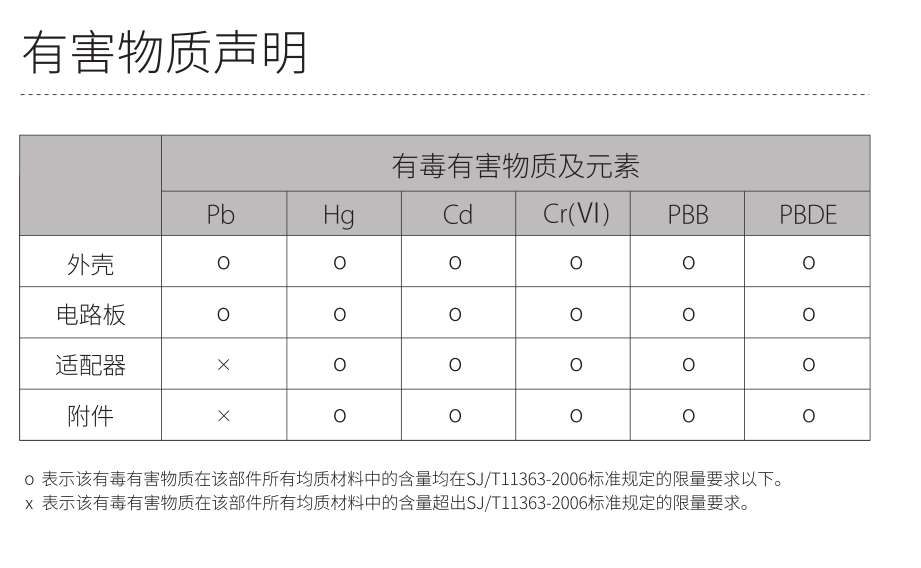 有害物质声明
有毒有害物质及元素
Pb Hg Cd Cr(VI) PBB PBDE
外壳 o o o o o o
电路板 o o o o o o
适配器 × o o o o o
附件 × o o o o o
o 表示该有毒有害物质在该部件所有均质材料中的含量均在SJ/T11363-2006标准规定的限量要求以下。
x 表示该有毒有害物质在该部件所有均质材料中的含量超出SJ/T11363-2006标准规定的限量要求。